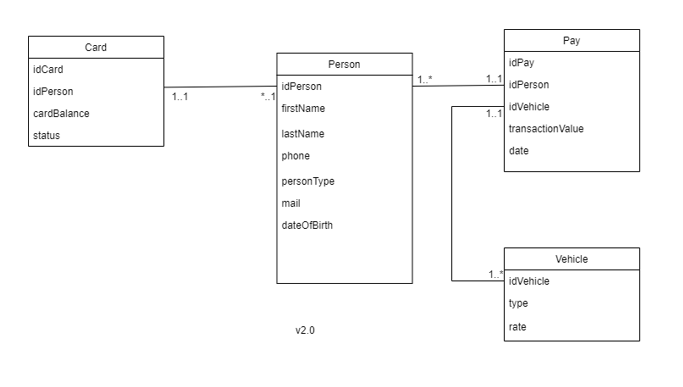 Card
idCard
idPerson
cardBalance
status
1..1
*..1
Person
idPerson
firstName
lastName
phone
personType
mail
dateOfBirth
1..*
1..1
Pay
idPay
idPerson
idVehicle
transactionValue
date
1..1
1..*
Vehicle
idVehicle
type
rate
v2.0